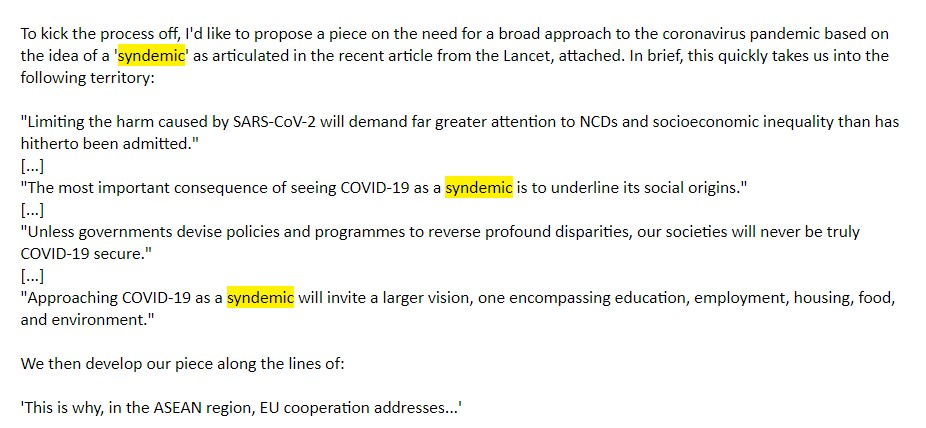 To kick the process off, I'd like to propose a piece on the need for a broad approach to the coronavirus pandemic based on
the idea of a 'syndemic' as articulated in the recent article from the Lancet, attached. In brief, this quickly takes us into the
following territory:
"Limiting the harm caused by SARS-CoV-2 will demand far greater attention to NCDs and socioeconomic inequality than has
hitherto been admitted."
[...]
"The most important consequence of seeing COVID-19 as a syndemic is to underline its social origins."
[...]
"Unless governments devise policies and programmes to reverse profound disparities, our societies will never be truly
COVID-19 secure."
[...]
"Approaching COVID-19 as a syndemic will invite a larger vision, one encompassing education, employment, housing, food,
and environment."
We then develop our piece along the lines of:
'This is why, in the ASEAN region, EU cooperation addresses...'